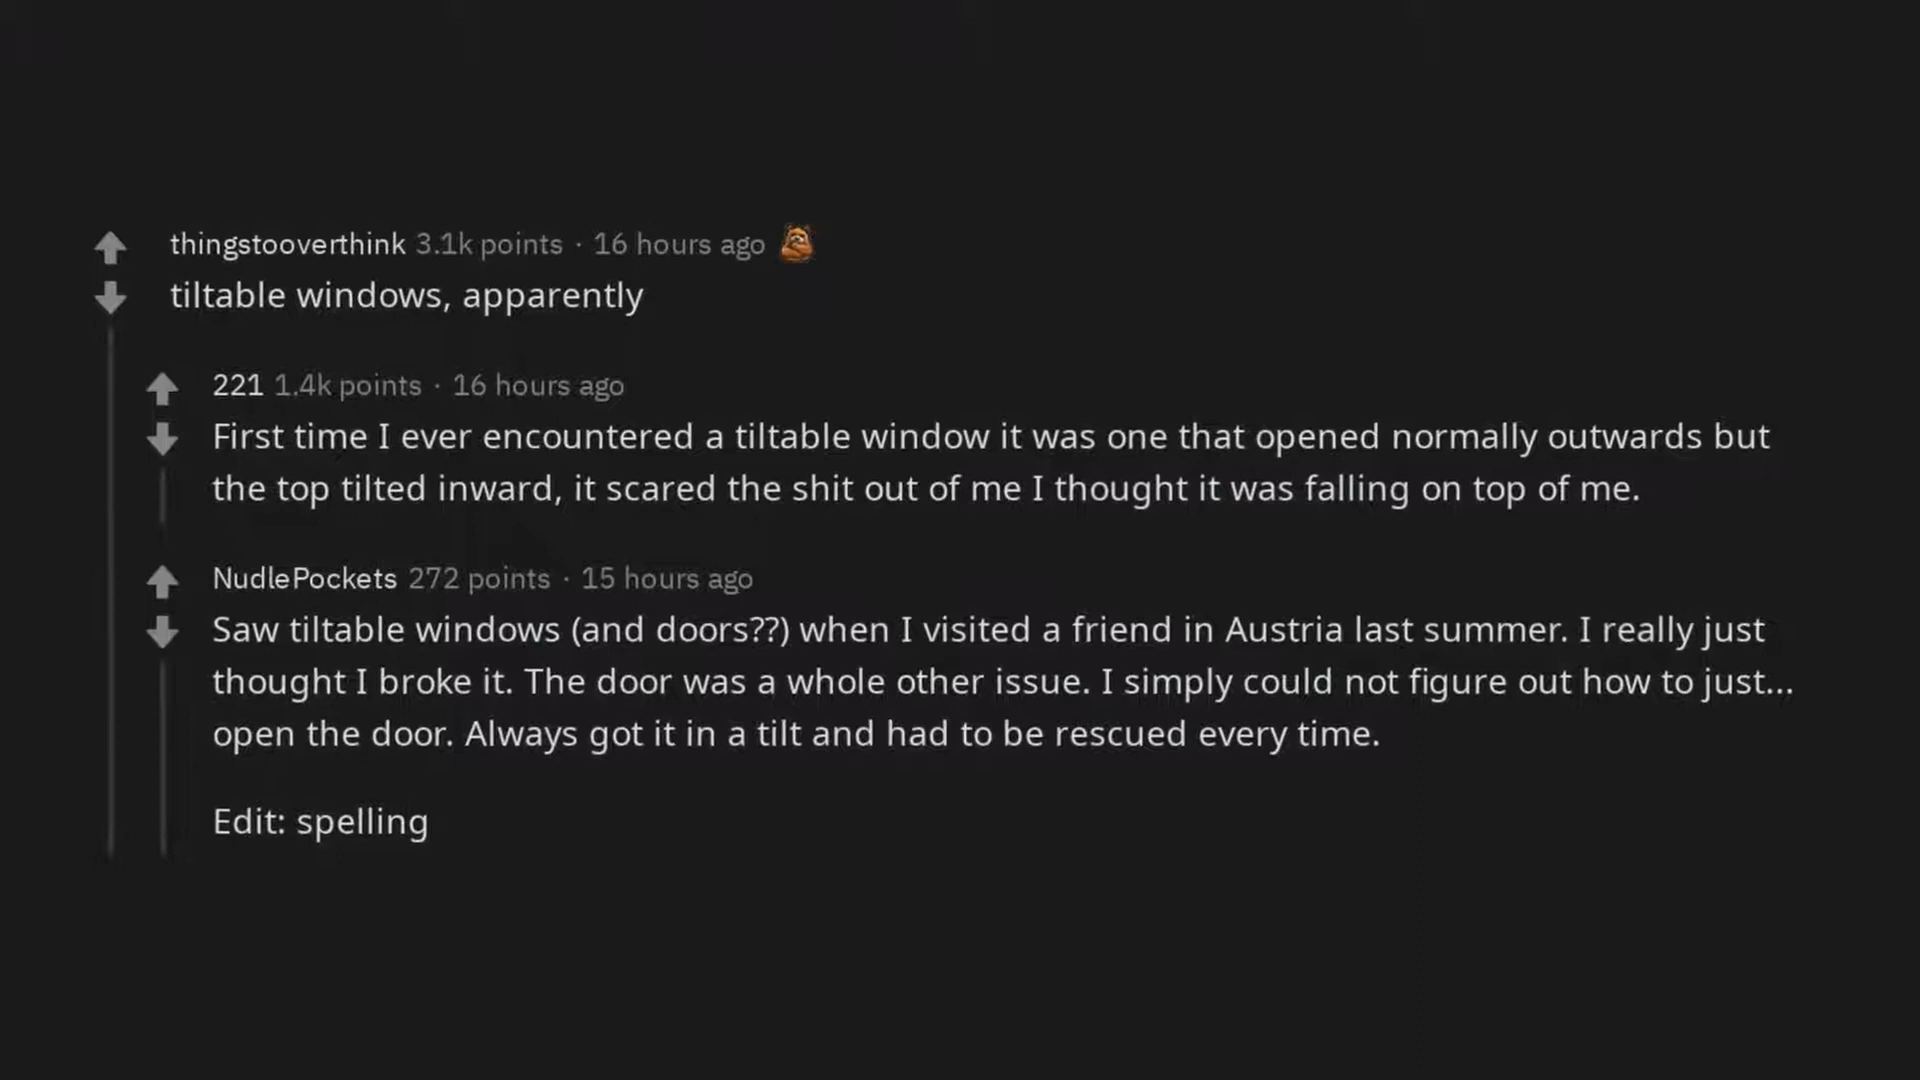 thingstooverthink 3.1k points · 16 hours ago
tiltable windows, apparently
221 1.4k points · 16 hours ago
First time I ever encountered a tiltable window it was one that opened normally outwards but
the top tilted inward, it scared the shit out of me I thought it was falling on top of me.
NudlePockets 272 points · 15 hours ago
Saw tiltable windows (and doors??) when I visited a friend in Austria last summer. I really just
thought I broke it. The door was a whole other issue. I simply could not figure out how to just...
open the door. Always got it in a tilt and had to be rescued every time.
Edit: spelling